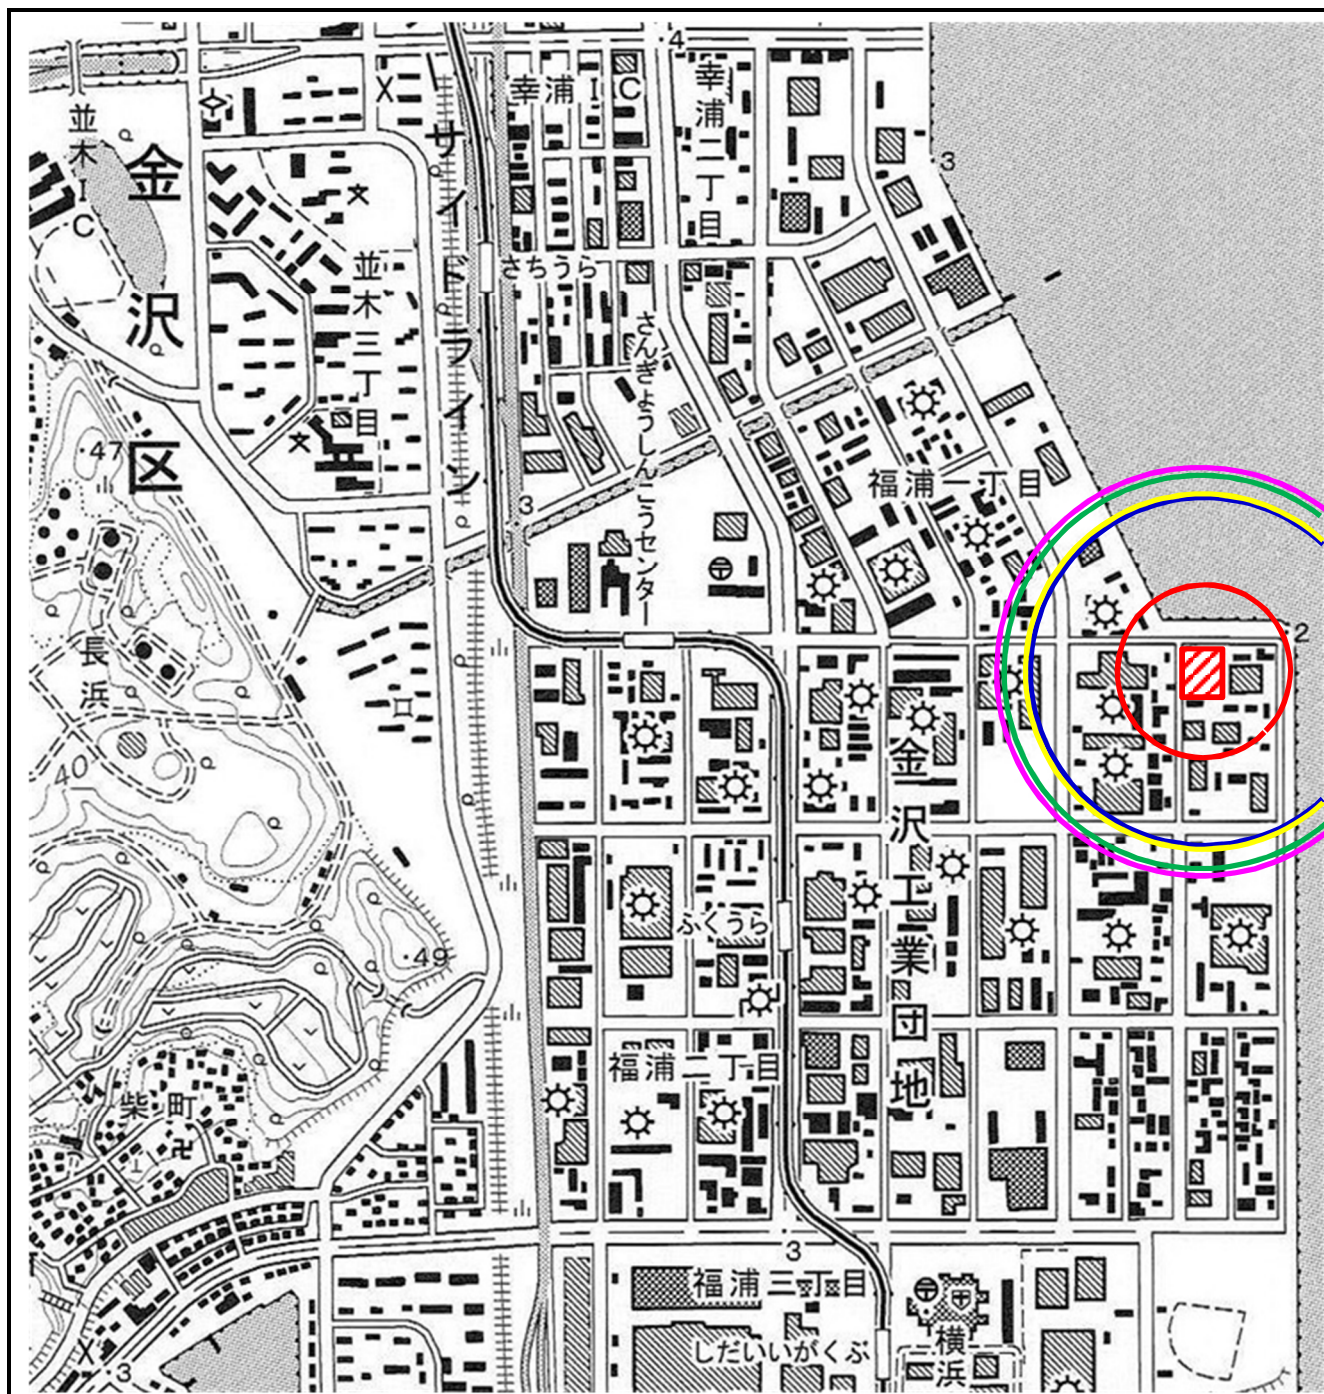 4
幸浦IC
幸浦二丁目
並木IC
金沢区
シーサイドライン
3
さちうら
並木三丁目
さんぎょうしんこうセンター
47
福浦一丁目
3
2
長浜
40
金沢工業団地
ふくうら
49
福浦二丁目
柴町
3
福浦三丁目
しだいいがくぶ
横浜
3